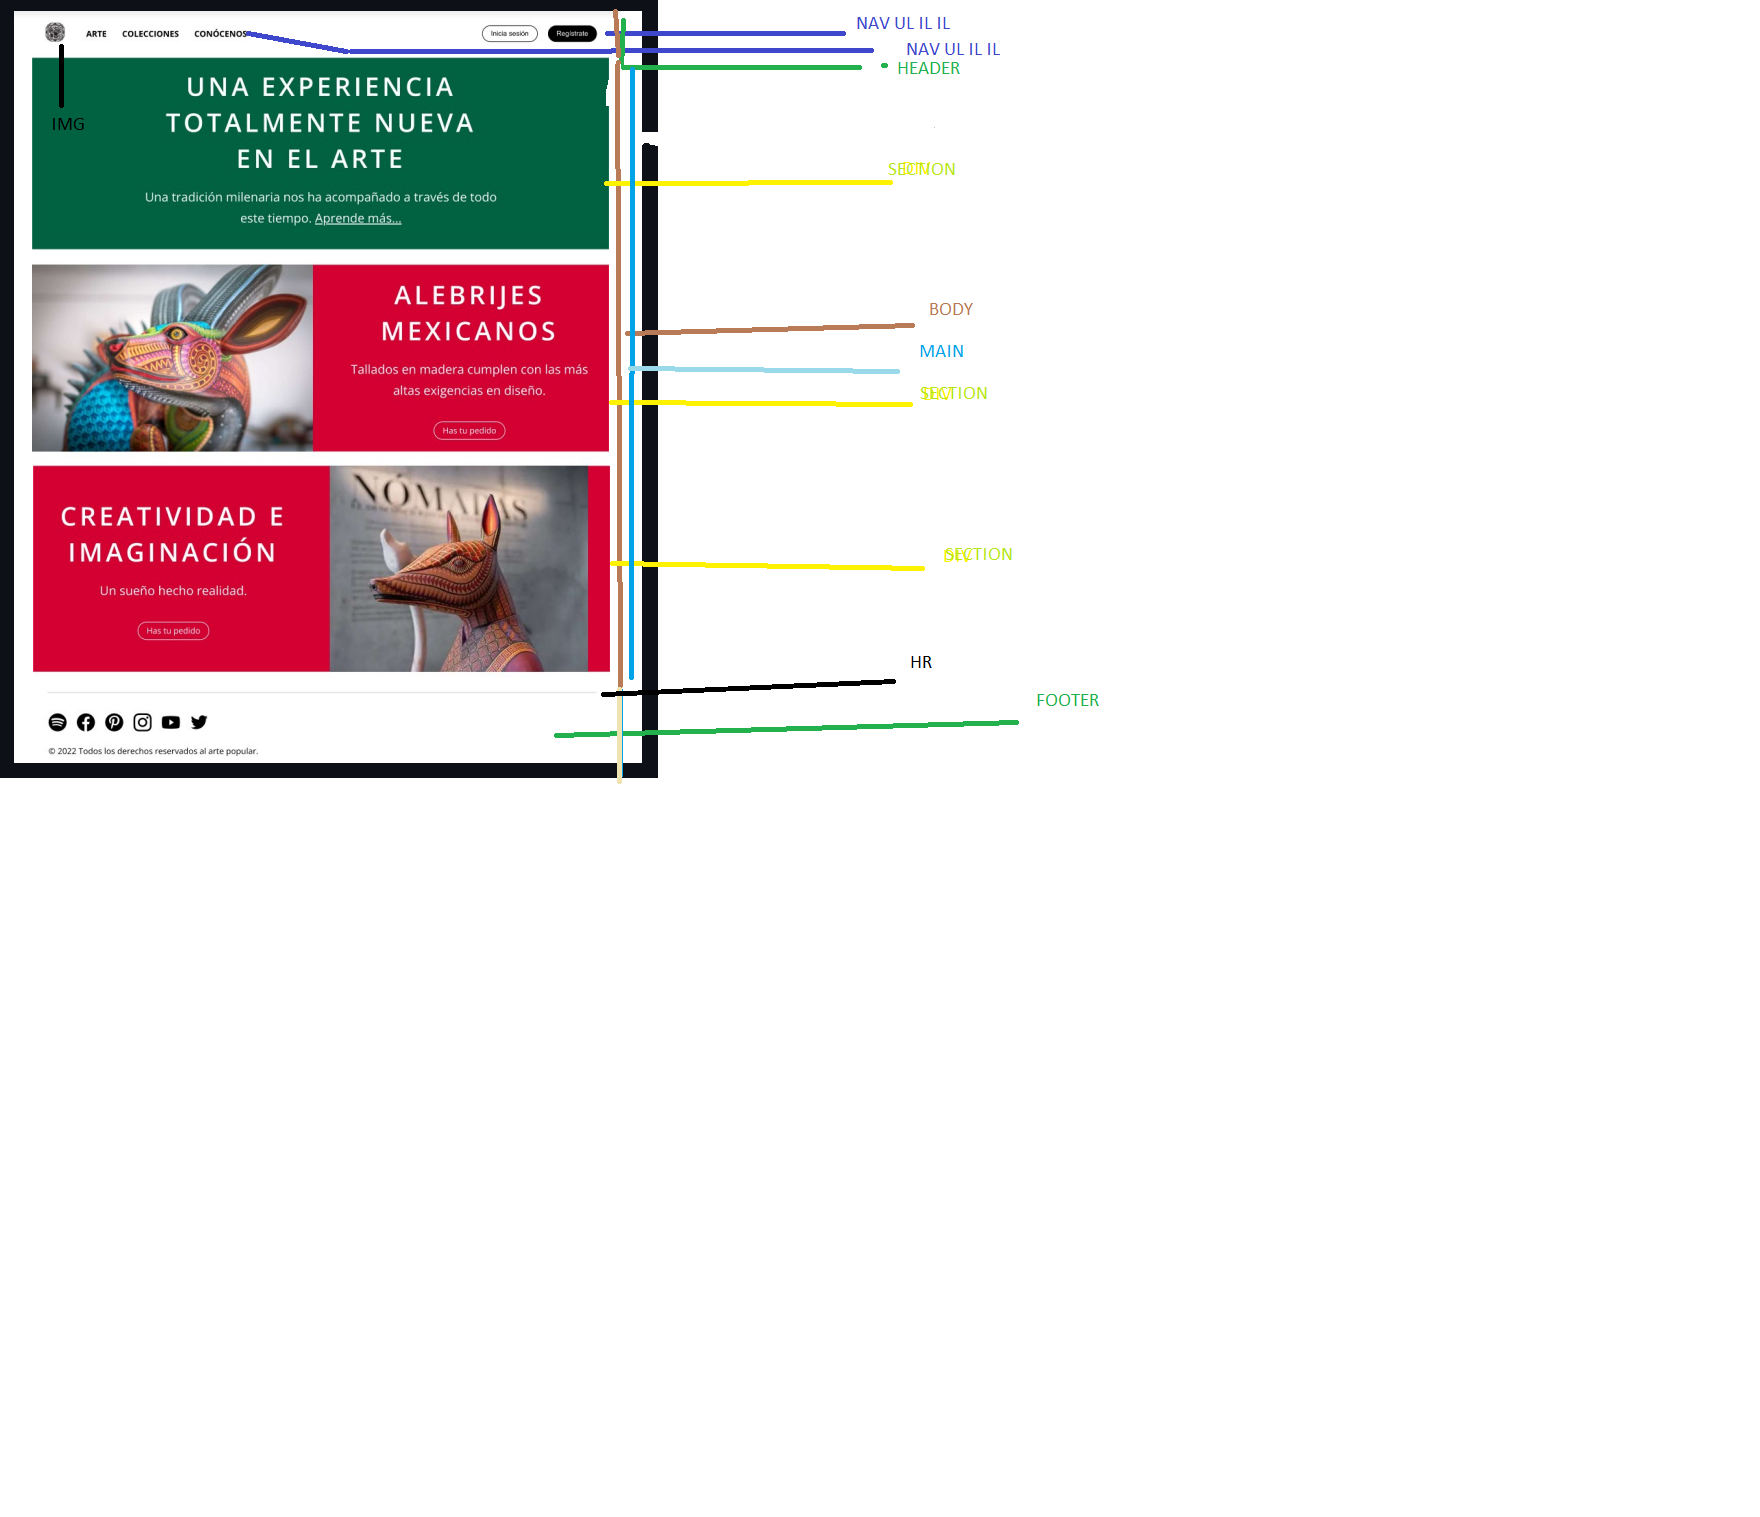 ARTE COLECCIONES CONÓCENOS Inicia sesión Regístrate
NAV UL IL IL
NAV UL IL IL
HEADER
IMG
UNA EXPERIENCIA
TOTALMENTE NUEVA
EN EL ARTE
Una tradición milenaria nos ha acompañado a través de todo
este tiempo. Aprende más...
SECTION
ALEBRIJES
MEXICANOS
Tallados en madera cumplen con las más
altas exigencias en diseño.
Has tu pedido
BODY
MAIN
SECTION
CREATIVIDAD E
IMAGINACIÓN
Un sueño hecho realidad.
Has tu pedido
NÓMADAS
SECTION
HR
FOOTER
© 2022 Todos los derechos reservados al arte popular.